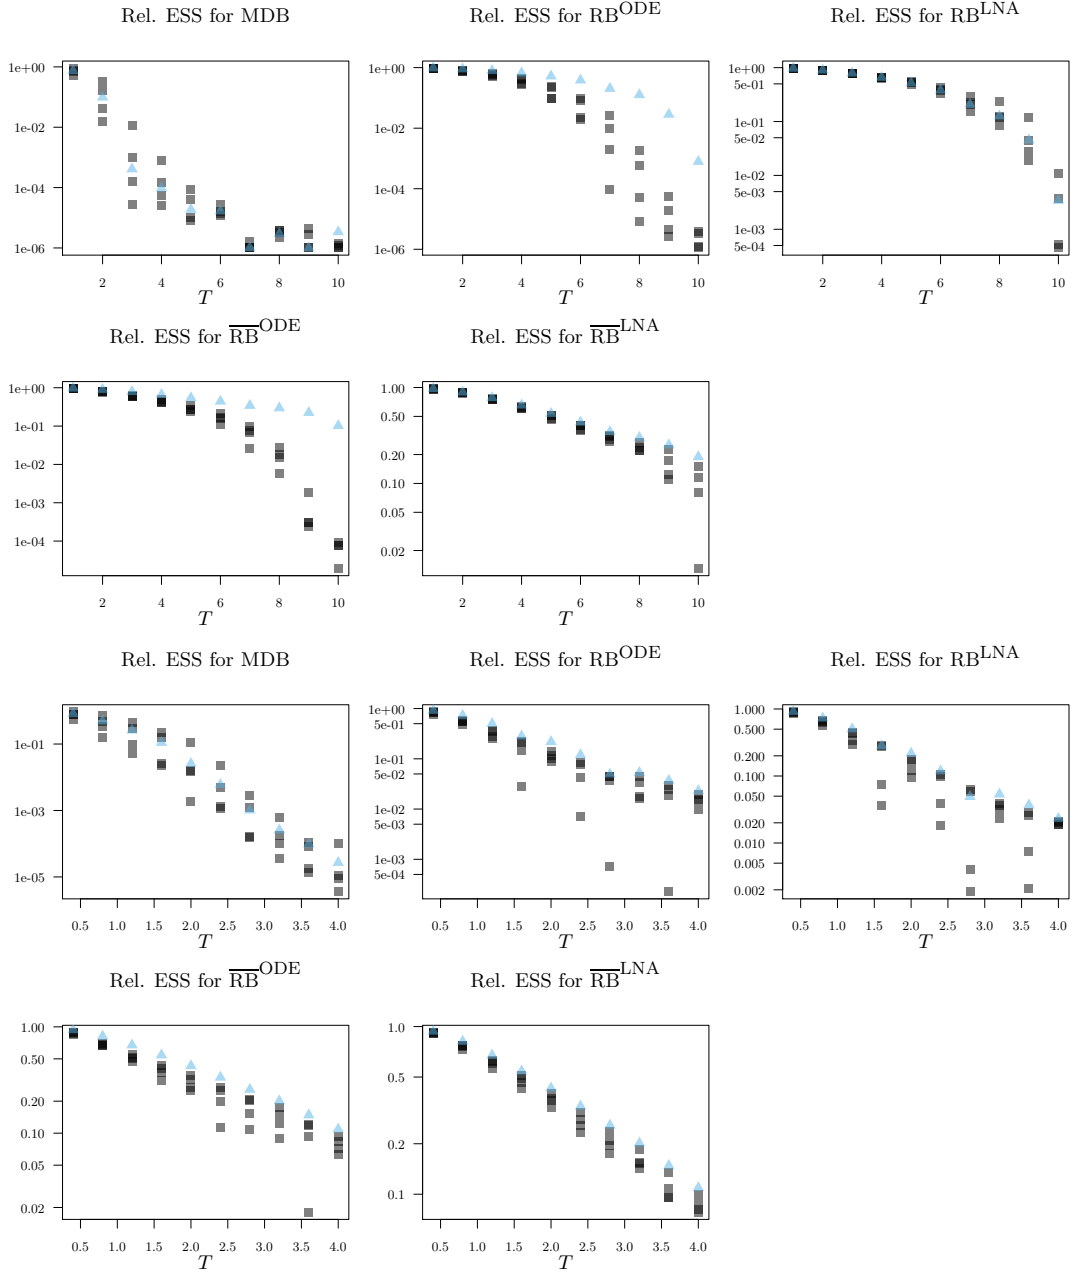 Rel. ESS for MDB
Rel. ESS for RB^ODE
Rel. ESS for RB^LNA
1e+00
1e-02
1e-04
1e-06
2 4 6 8 10
T
1e+00
1e-02
1e-04
1e-06
2 4 6 8 10
T
1e+00
5e-01
1e-01
5e-02
1e-02
5e-03
1e-03
5e-04
2 4 6 8 10
T
Rel. ESS for R̅B̅^ODE
Rel. ESS for R̅B̅^LNA
1e+00
1e-01
1e-02
1e-03
1e-04
2 4 6 8 10
T
1.00
0.50
0.20
0.10
0.05
0.02
2 4 6 8 10
T
Rel. ESS for MDB
Rel. ESS for RB^ODE
Rel. ESS for RB^LNA
1e-01
1e-03
1e-05
0.5 1.0 1.5 2.0 2.5 3.0 3.5 4.0
T
1e+00
5e-01
1e-01
5e-02
1e-02
5e-03
1e-03
5e-04
0.5 1.0 1.5 2.0 2.5 3.0 3.5 4.0
T
1.000
0.500
0.200
0.100
0.050
0.020
0.010
0.005
0.002
0.5 1.0 1.5 2.0 2.5 3.0 3.5 4.0
T
Rel. ESS for R̅B̅^ODE
Rel. ESS for R̅B̅^LNA
1.00
0.50
0.20
0.10
0.05
0.02
0.5 1.0 1.5 2.0 2.5 3.0 3.5 4.0
T
1.0
0.5
0.2
0.1
0.5 1.0 1.5 2.0 2.5 3.0 3.5 4.0
T